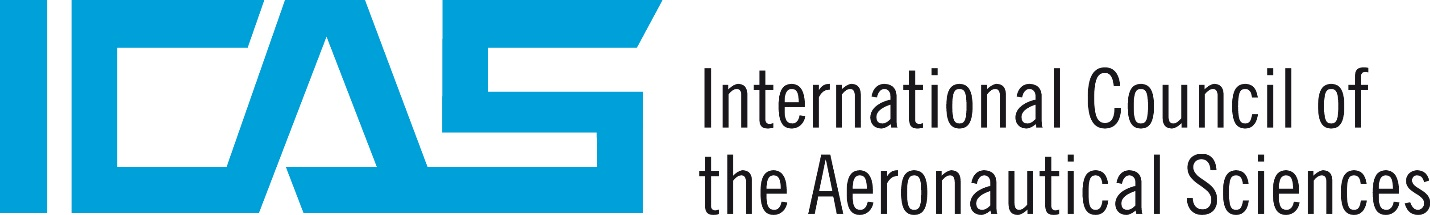 ICAS
International Council of
the Aeronautical Sciences